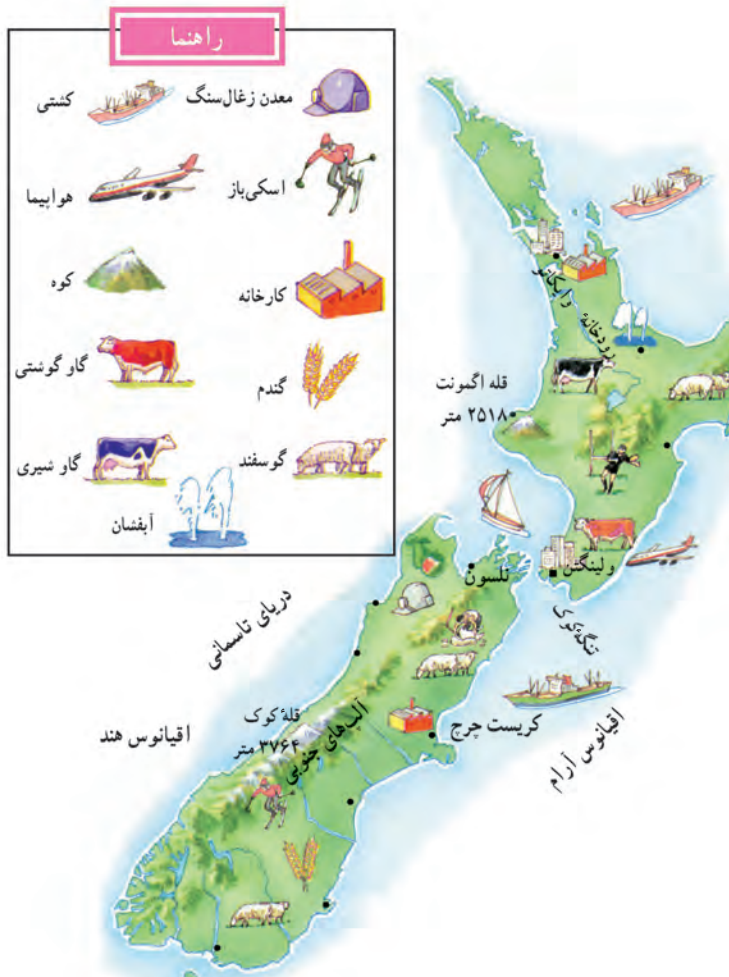 راهنما
معدن زغال‌سنگ
کشتی
اسکی‌باز
هواپیما
کارخانه
کوه
گندم
گاو گوشتی
گوسفند
گاو شیری
آبفشان
رودخانهٔ وایکاتو
قله اگمونت
۲۵۱۸ متر
ولینگتن
نلسون
تنگهٔ کوک
دریای تاسمانی
کریست چرچ
اقیانوس آرام
قلهٔ کوک
۳۷۶۴ متر
آلپ‌های جنوبی
اقیانوس هند